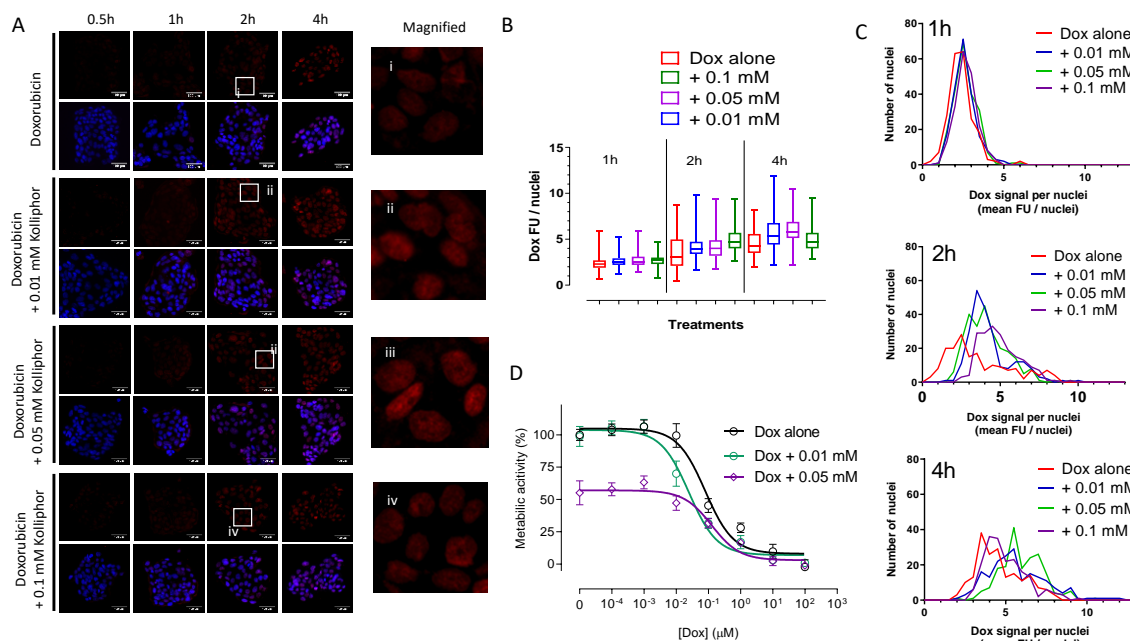 A
0.5h 1h 2h 4h Magnified
Doxorubicin
i
i
Doxorubicin
+ 0.01 mM Kolliphor
ii
ii
Doxorubicin
+ 0.05 mM Kolliphor
ii
iii
Doxorubicin
+ 0.1 mM Kolliphor
iv
iv
B
Dox alone
+ 0.1 mM
+ 0.05 mM
+ 0.01 mM
Dox FU / nuclei
15
10
5
0
1h 2h 4h
Treatments
C
1h
Dox alone
+ 0.01 mM
+ 0.05 mM
+ 0.1 mM
Number of nuclei
80
60
40
20
0
0 5 10
Dox signal per nuclei
(mean FU / nuclei)
2h
Dox alone
+ 0.01 mM
+ 0.05 mM
+ 0.1 mM
Number of nuclei
80
60
40
20
0
0 5 10
Dox signal per nuclei
(mean FU / nuclei)
4h
Dox alone
+ 0.01 mM
+ 0.05 mM
+ 0.1 mM
Number of nuclei
80
60
40
20
0
0 5 10
Dox signal per nuclei
(mean FU / nuclei)
D
Dox alone
Dox + 0.01 mM
Dox + 0.05 mM
Metabilic acitivity (%)
100
75
50
25
0
0 10-4 10-3 10-2 10-1 100 101 102 103
[Dox] (μM)